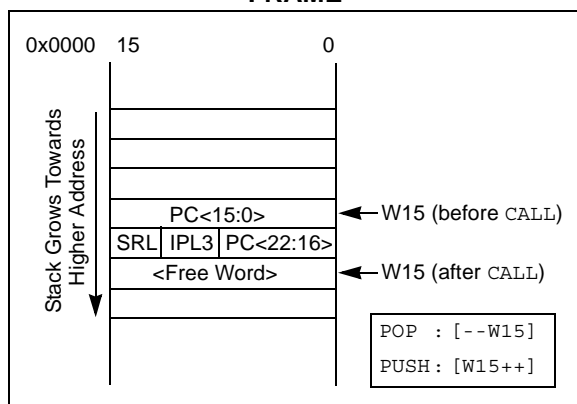 FRAME
0x0000 15 0
Stack Grows Towards
Higher Address
PC<15:0>
W15 (before CALL)
SRL IPL3 PC<22:16>
<Free Word>
W15 (after CALL)
POP : [--W15]
PUSH: [W15++]